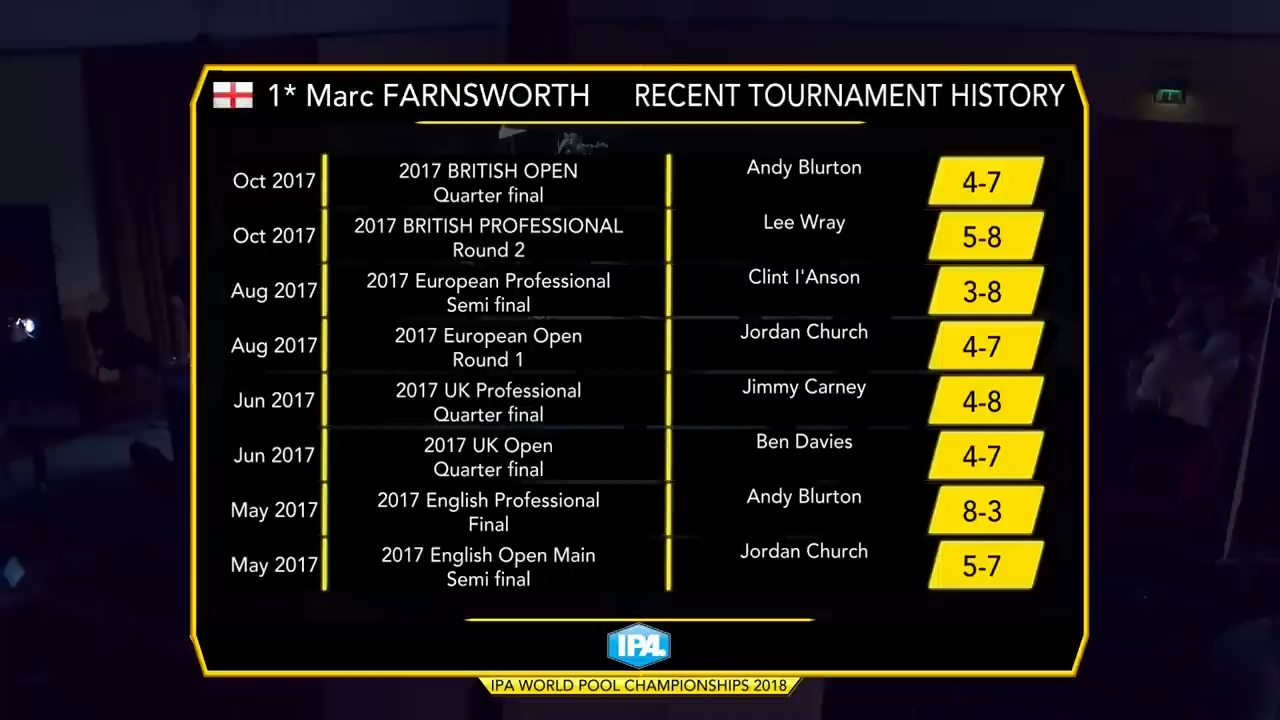 1* Marc FARNSWORTH RECENT TOURNAMENT HISTORY
Oct 2017 2017 BRITISH OPEN Quarter final Andy Blurton 4-7
Oct 2017 2017 BRITISH PROFESSIONAL Round 2 Lee Wray 5-8
Aug 2017 2017 European Professional Semi final Clint I'Anson 3-8
Aug 2017 2017 European Open Round 1 Jordan Church 4-7
Jun 2017 2017 UK Professional Quarter final Jimmy Carney 4-8
Jun 2017 2017 UK Open Quarter final Ben Davies 4-7
May 2017 2017 English Professional Final Andy Blurton 8-3
May 2017 2017 English Open Main Semi final Jordan Church 5-7
IPA
IPA WORLD POOL CHAMPIONSHIPS 2018